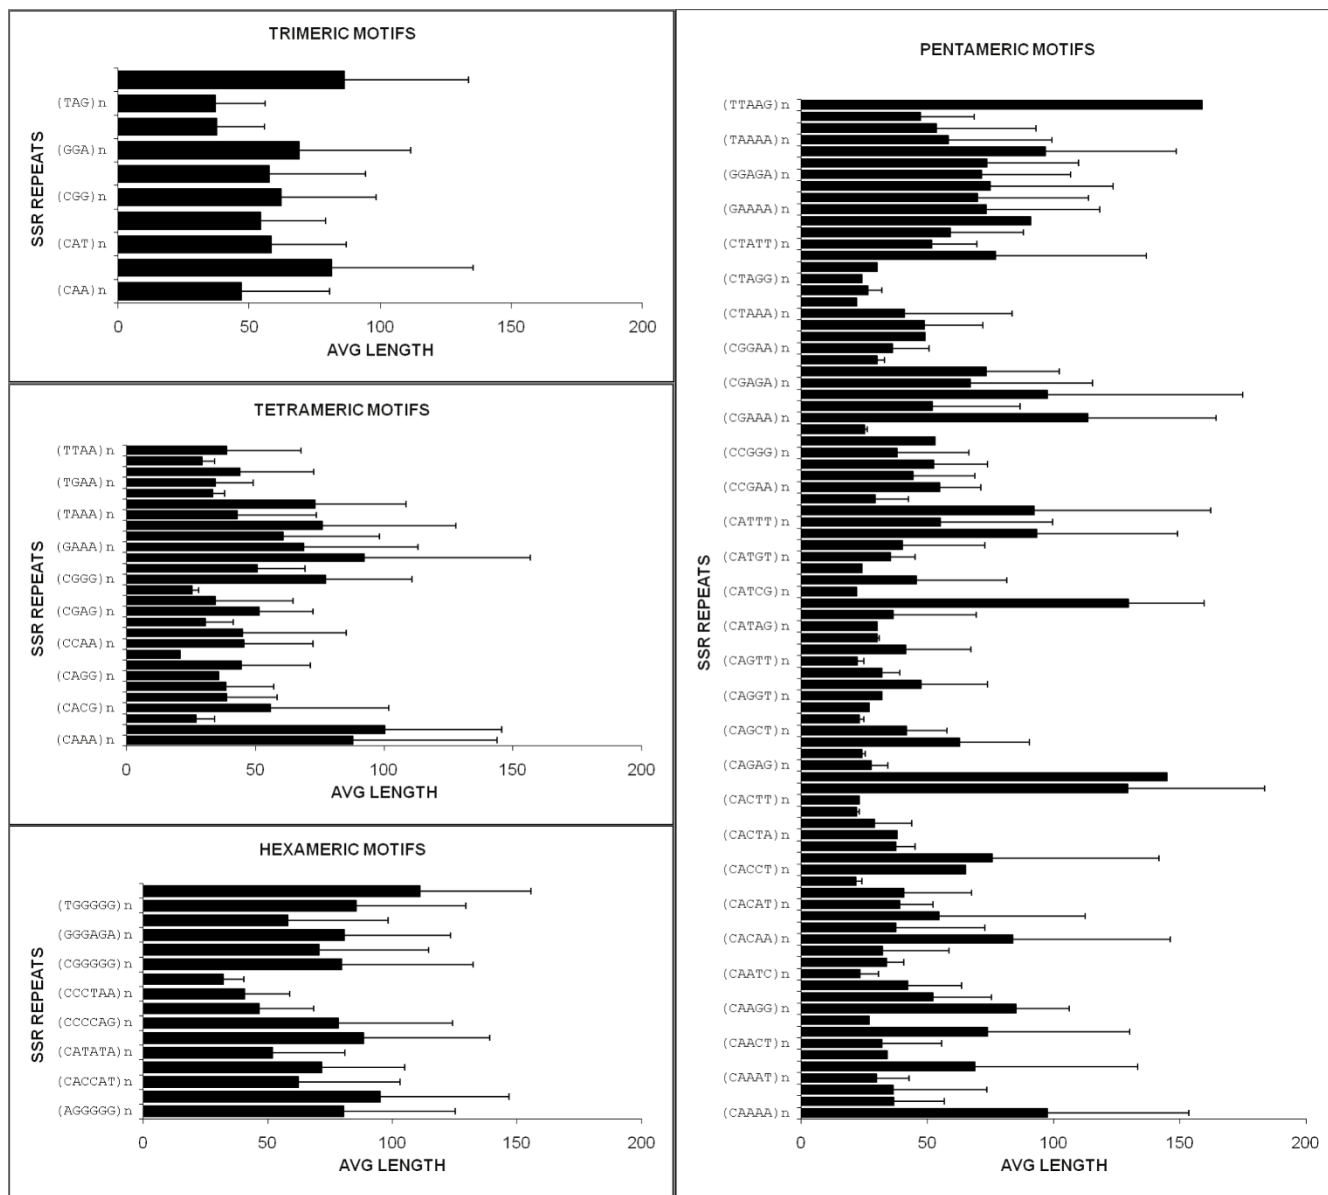 TRIMERIC MOTIFS
SSR REPEATS
(TAG)n
(GGA)n
(CGG)n
(CAT)n
(CAA)n
0 50 100 150 200
AVG LENGTH
TETRAMERIC MOTIFS
SSR REPEATS
(TTAA)n
(TGAA)n
(TAAA)n
(GAAA)n
(CGGG)n
(CGAG)n
(CCAA)n
(CAGG)n
(CACG)n
(CAAA)n
0 50 100 150 200
AVG LENGTH
HEXAMERIC MOTIFS
SSR REPEATS
(TGGGGG)n
(GGGAGA)n
(CGGGGG)n
(CCCTAA)n
(CCCCAG)n
(CATATA)n
(CACCAT)n
(AGGGGG)n
0 50 100 150 200
AVG LENGTH
PENTAMERIC MOTIFS
SSR REPEATS
(TTAAG)n
(TAAAA)n
(GGAGA)n
(GAAAA)n
(CTATT)n
(CTAGG)n
(CTAAA)n
(CGGAA)n
(CGAGA)n
(CGAAA)n
(CCGGG)n
(CCGAA)n
(CATTT)n
(CATGT)n
(CATCG)n
(CATAG)n
(CAGTT)n
(CAGGT)n
(CAGCT)n
(CAGAG)n
(CACTT)n
(CACTA)n
(CACCT)n
(CACAT)n
(CACAA)n
(CAATC)n
(CAAGG)n
(CAACT)n
(CAAAT)n
(CAAAA)n
0 50 100 150 200
AVG LENGTH